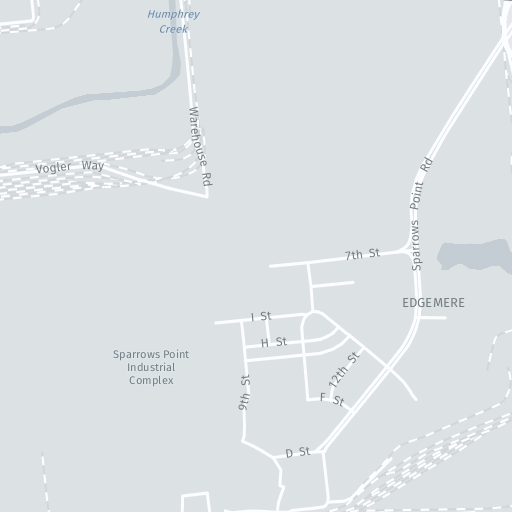 Humphrey
Creek
Warehouse Rd
Vogler Way
Sparrows Point Rd
7th St
EDGEMERE
I St
H St
Sparrows Point
Industrial
Complex
12th St
9th St
F St
D St